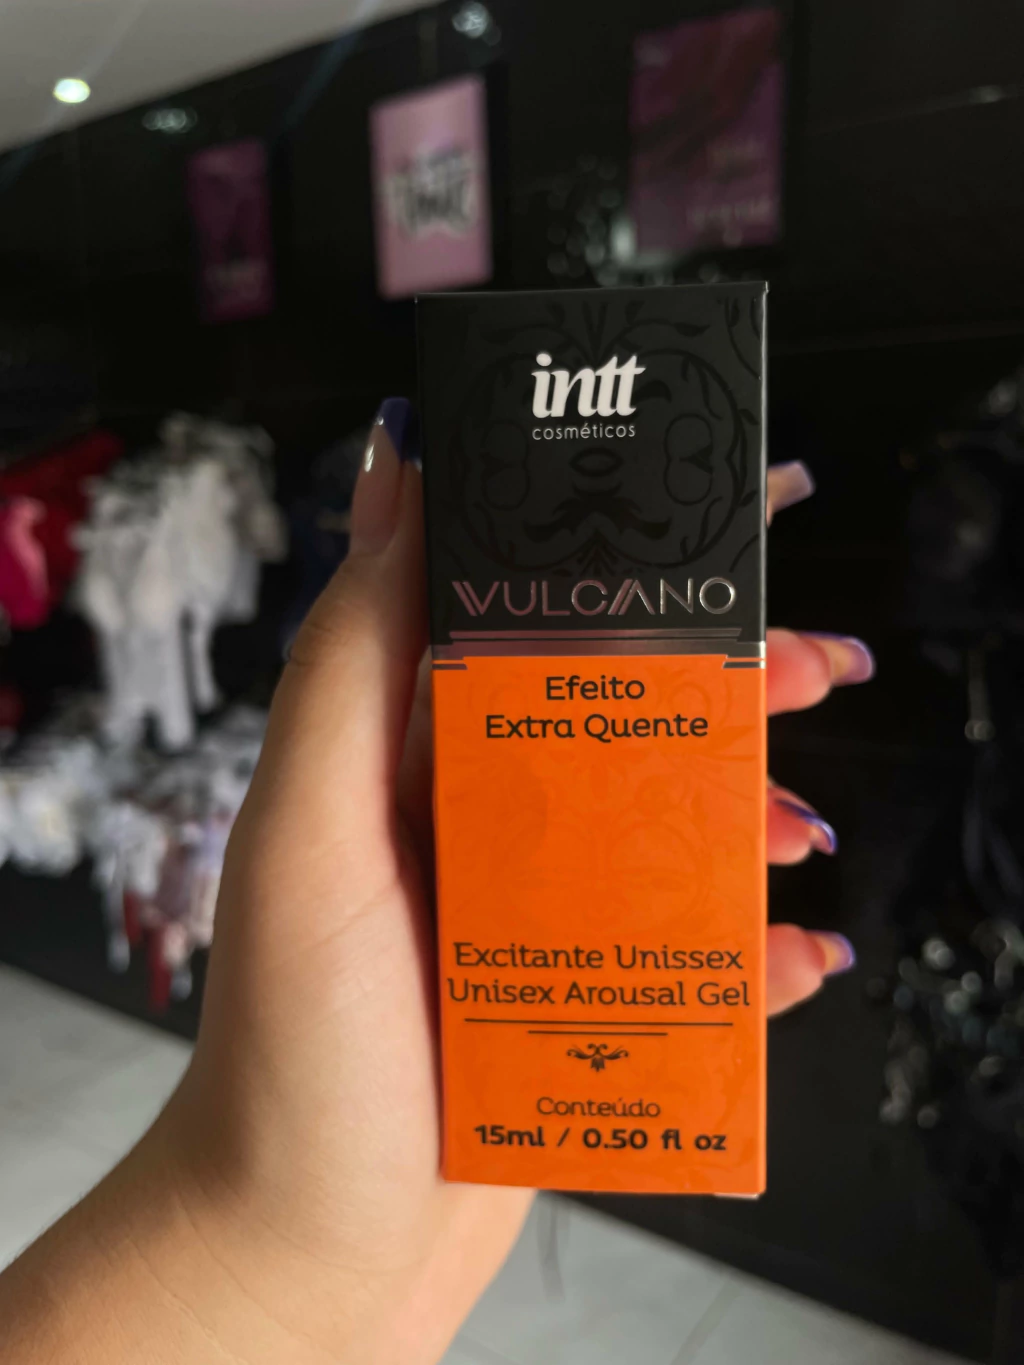 intt
cosméticos
VULCANO
Efeito
Extra Quente
Excitante Unissex
Unisex Arousal Gel
Conteúdo
15ml / 0.50 fl oz